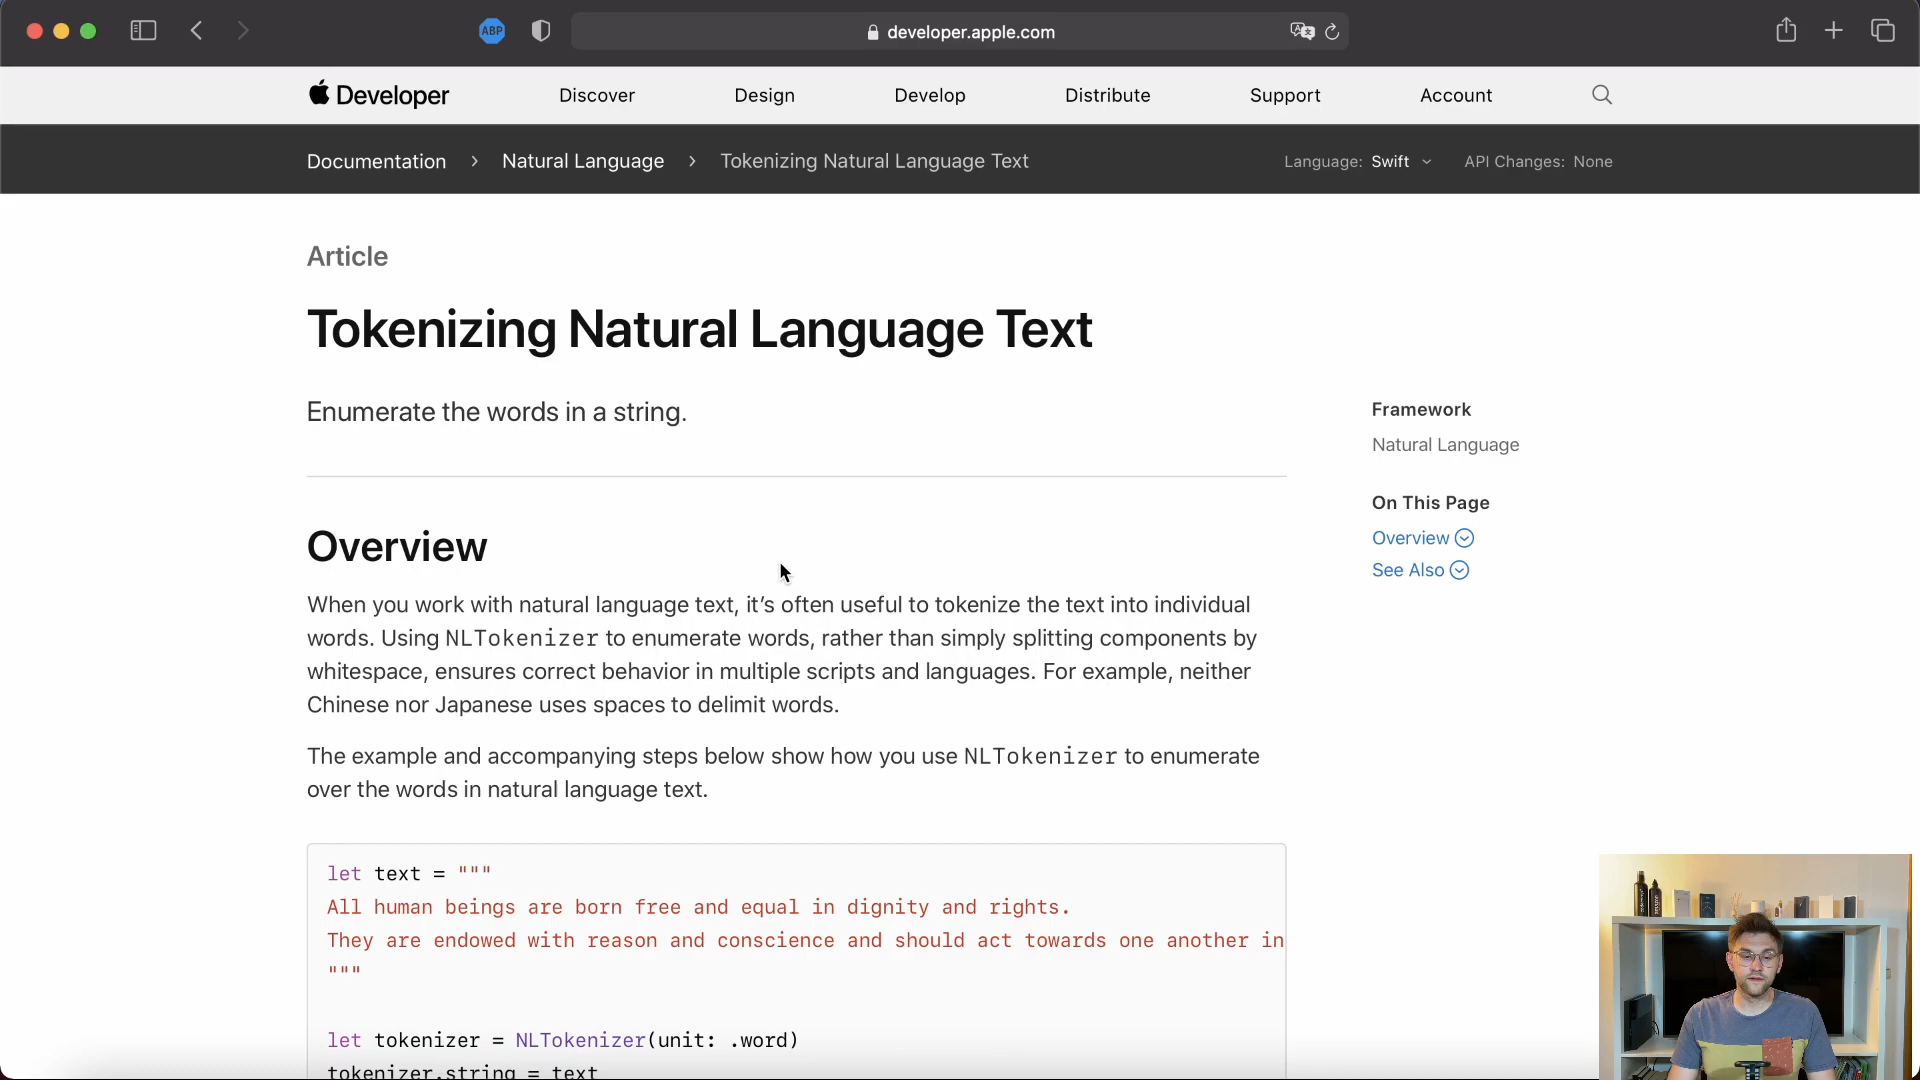 ABP
developer.apple.com
Developer
Discover
Design
Develop
Distribute
Support
Account
Documentation > Natural Language > Tokenizing Natural Language Text
Language: Swift
API Changes: None
Article
Tokenizing Natural Language Text
Enumerate the words in a string.
Framework
Natural Language
On This Page
Overview
See Also
Overview
When you work with natural language text, it’s often useful to tokenize the text into individual
words. Using NLTokenizer to enumerate words, rather than simply splitting components by
whitespace, ensures correct behavior in multiple scripts and languages. For example, neither
Chinese nor Japanese uses spaces to delimit words.
The example and accompanying steps below show how you use NLTokenizer to enumerate
over the words in natural language text.
let text = """
All human beings are born free and equal in dignity and rights.
They are endowed with reason and conscience and should act towards one another in
"""
let tokenizer = NLTokenizer(unit: .word)
tokenizer.string = text